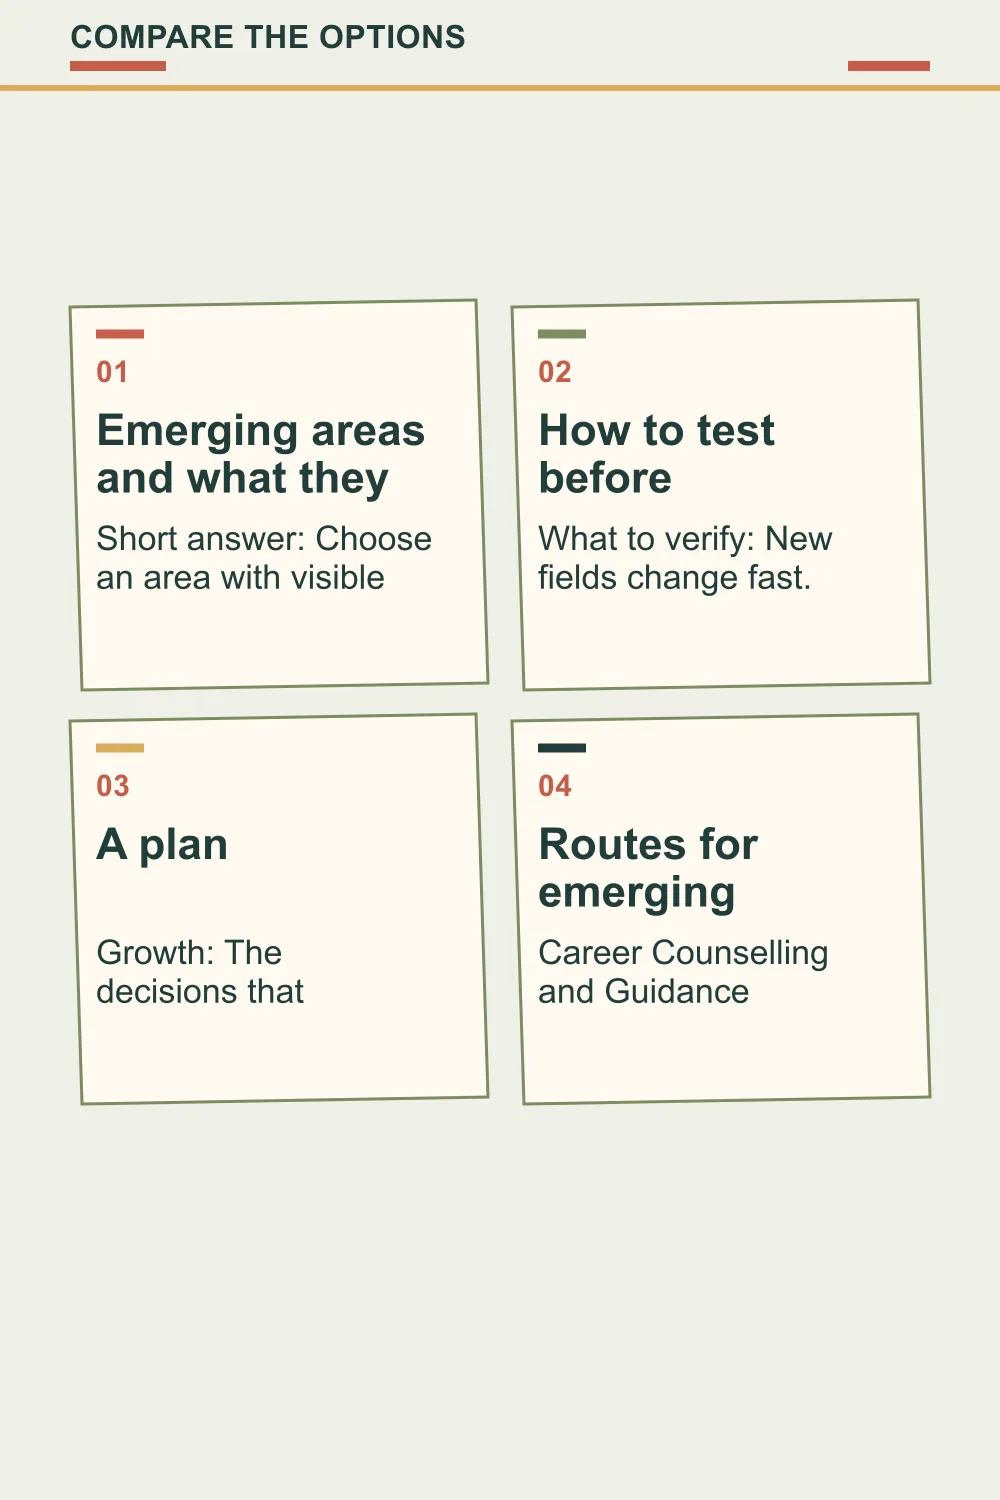 COMPARE THE OPTIONS
01
Emerging areas
and what they
Short answer: Choose
an area with visible
02
How to test
before
What to verify: New
fields change fast.
03
A plan
Growth: The
decisions that
04
Routes for
emerging
Career Counselling
and Guidance